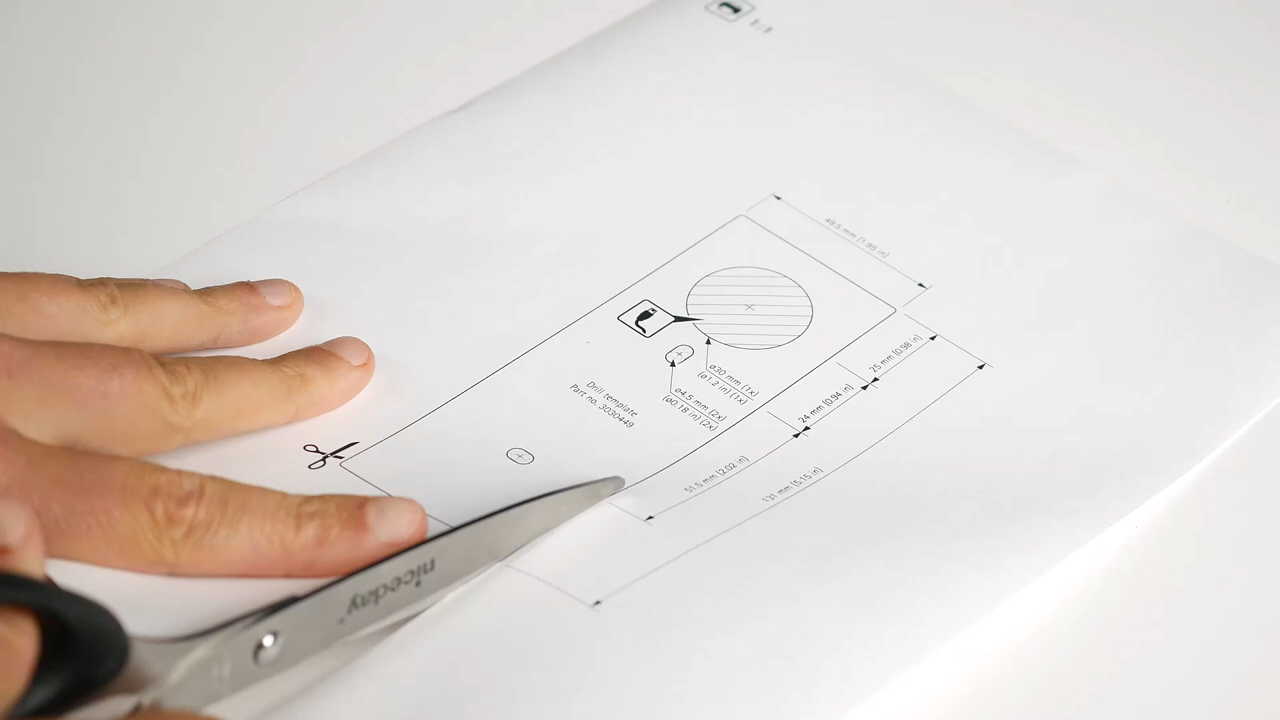 49.5 mm (1.95 in)
25 mm (0.98 in)
ø30 mm (1x)
(ø1.2 in) (1x)
ø4.5 mm (2x)
(ø0.18 in) (2x)
24 mm (0.94 in)
Drill template
Part no. 3030449
51.5 mm (2.02 in)
131 mm (5.15 in)
niceday